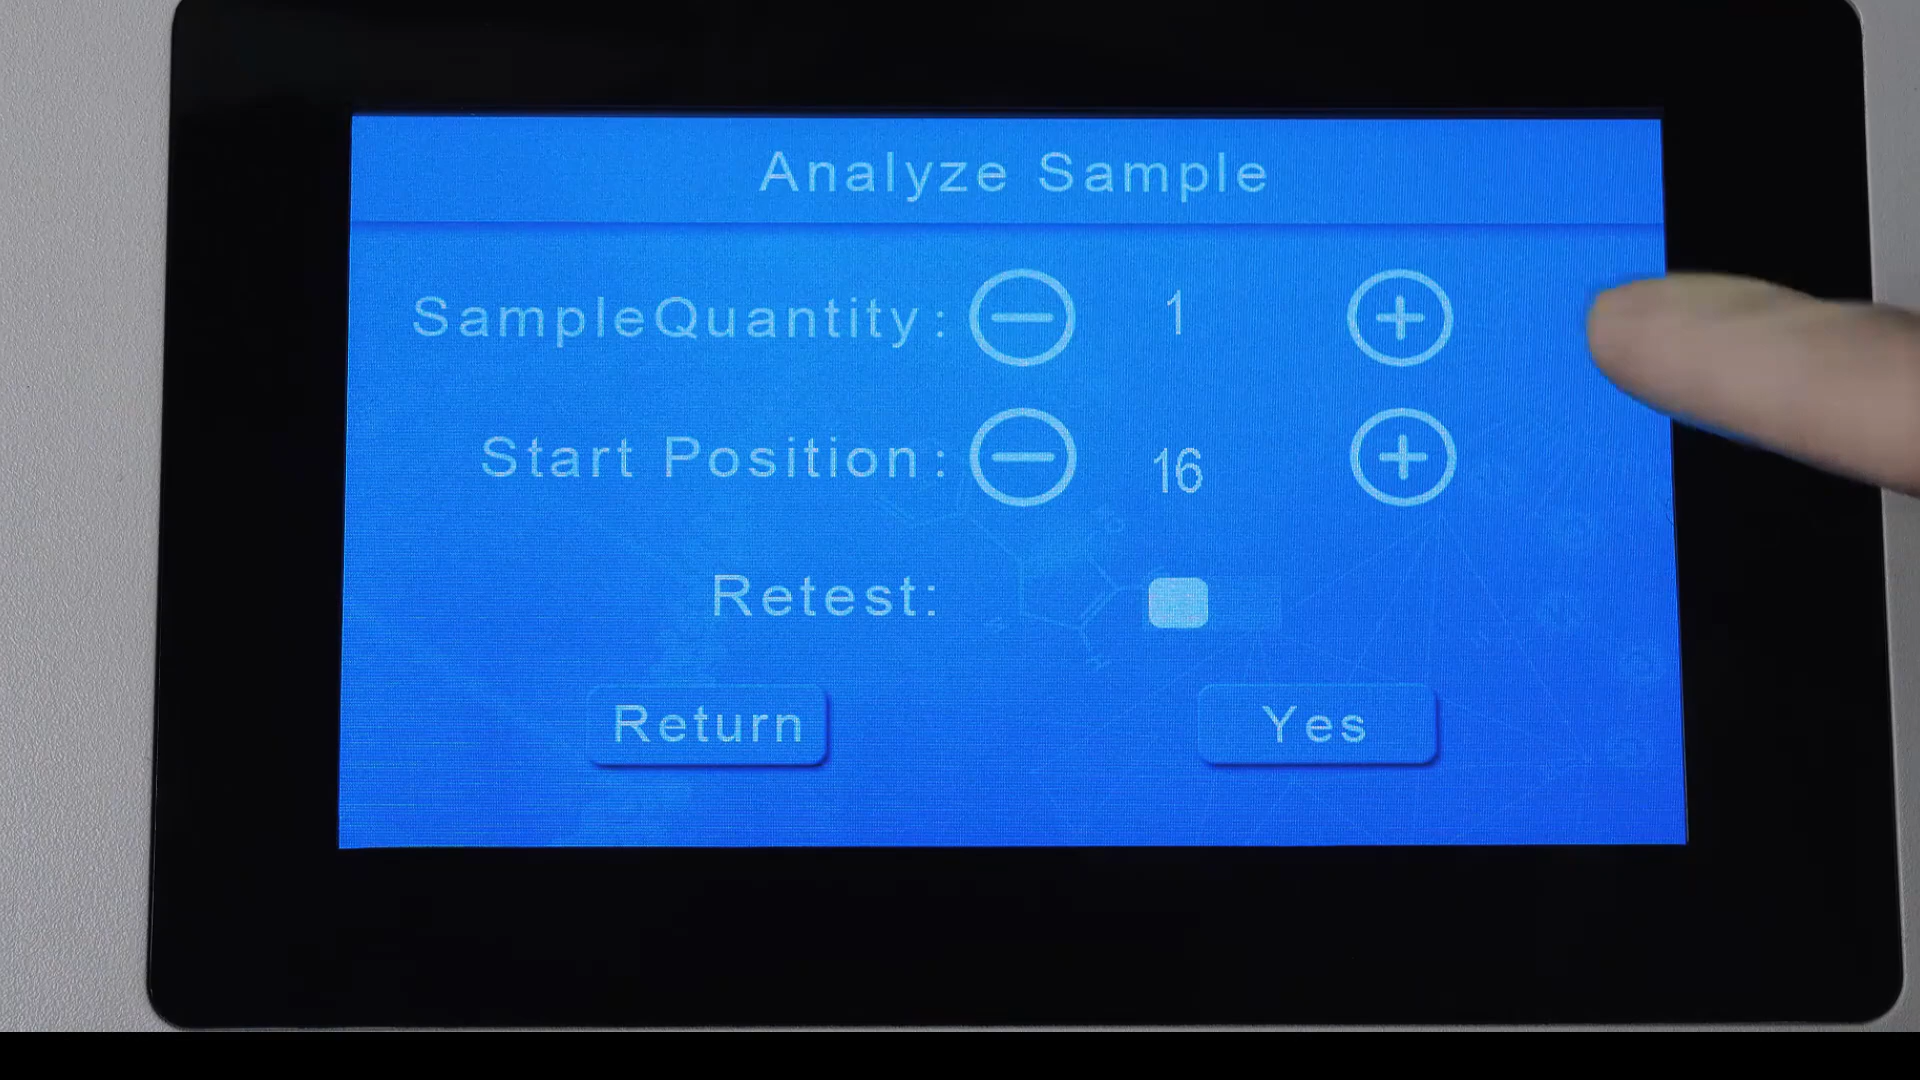 Analyze Sample
SampleQuantity: 1
Start Position: 16
Retest:
Return Yes